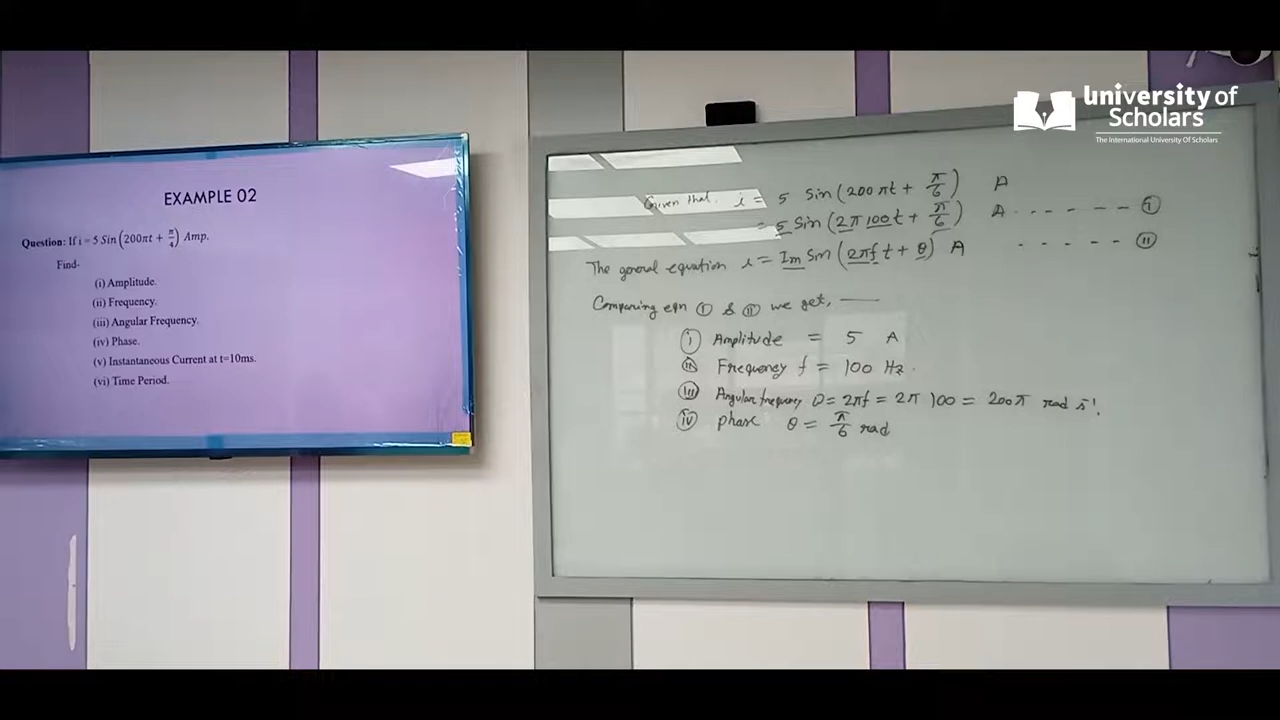 University of
Scholars
The International University Of Scholars
EXAMPLE 02
Question: If i = 5 Sin(200πt + π/4) Amp.
Find-
(i) Amplitude.
(ii) Frequency.
(iii) Angular Frequency.
(iv) Phase.
(v) Instantaneous Current at t=10ms.
(vi) Time Period.
Given that, i = 5 Sin(200πt + π/6) A
= 5 Sin(2π100t + π/6) A - - - - - - (i)
The general equation i = Im Sin(2πft + θ) A - - - - - (ii)
Comparing eqn (i) & (ii) we get, —
(i) Amplitude = 5 A
(ii) Frequency f = 100 Hz.
(iii) Angular frequency ω = 2πf = 2π 100 = 200π rad s⁻¹.
(iv) phase θ = π/6 rad